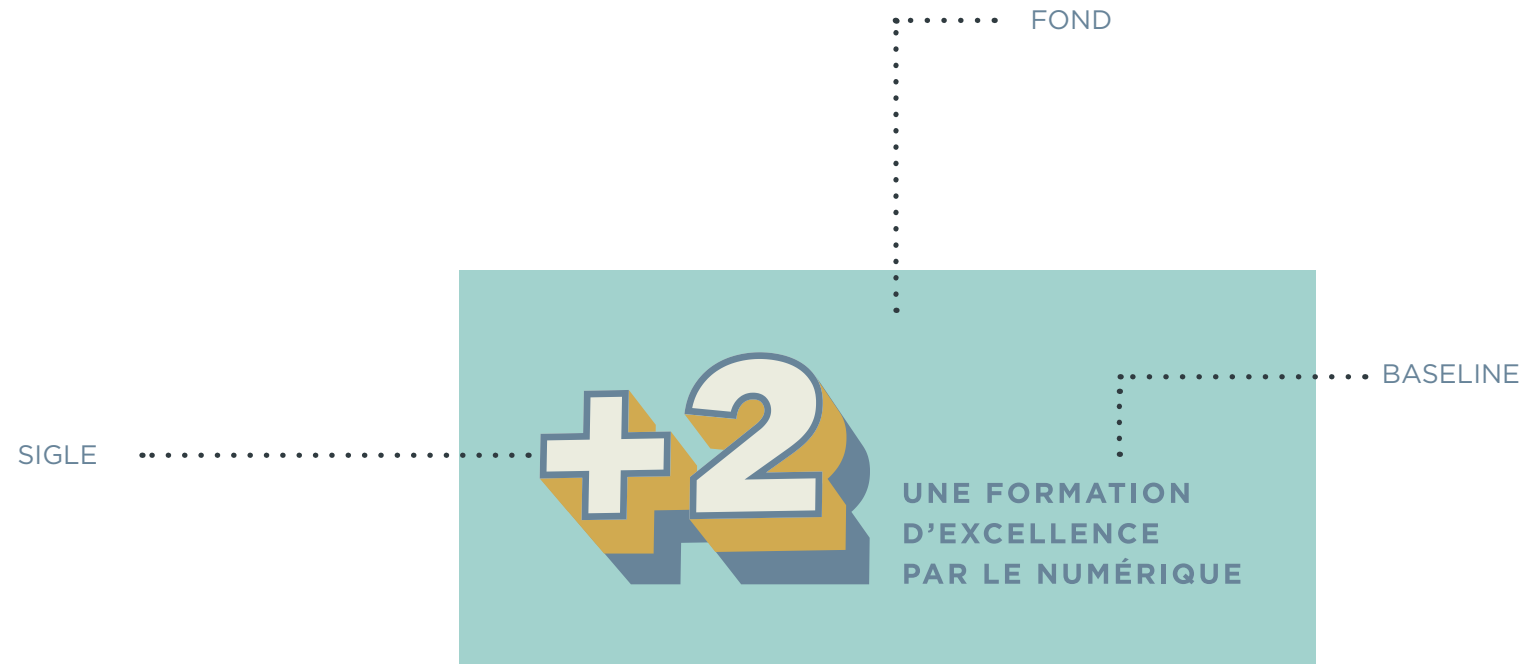 FOND
BASELINE
SIGLE
+2
UNE FORMATION
D’EXCELLENCE
PAR LE NUMÉRIQUE